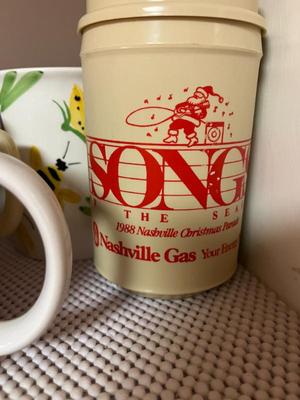 SONG
THE SEA
1988 Nashville Christmas Parade
Nashville Gas Your Energy